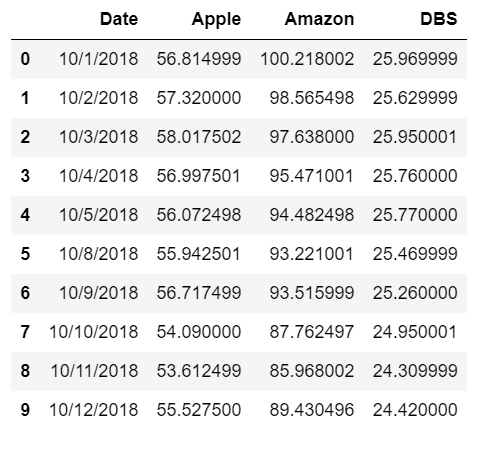 Date Apple Amazon DBS
0 10/1/2018 56.814999 100.218002 25.969999
1 10/2/2018 57.320000 98.565498 25.629999
2 10/3/2018 58.017502 97.638000 25.950001
3 10/4/2018 56.997501 95.471001 25.760000
4 10/5/2018 56.072498 94.482498 25.770000
5 10/8/2018 55.942501 93.221001 25.469999
6 10/9/2018 56.717499 93.515999 25.260000
7 10/10/2018 54.090000 87.762497 24.950001
8 10/11/2018 53.612499 85.968002 24.309999
9 10/12/2018 55.527500 89.430496 24.420000